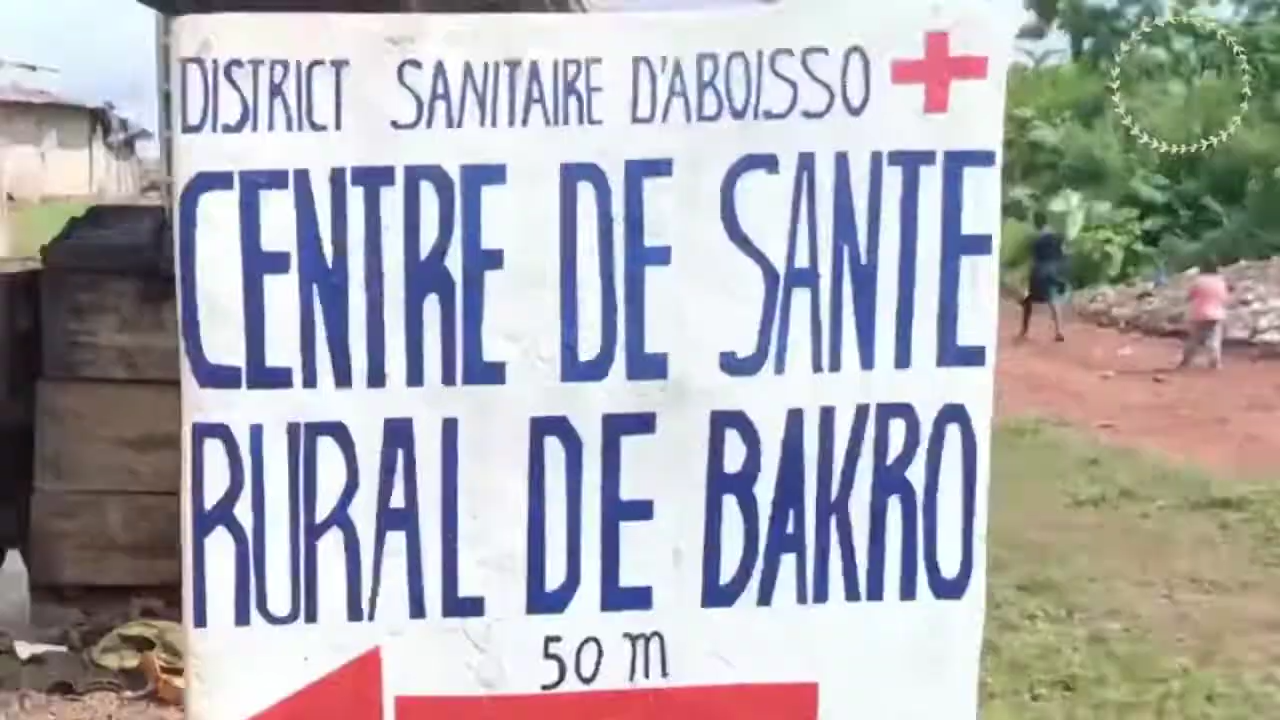 DISTRICT SANITAIRE D'ABOISSO
CENTRE DE SANTE
RURAL DE BAKRO
50 m